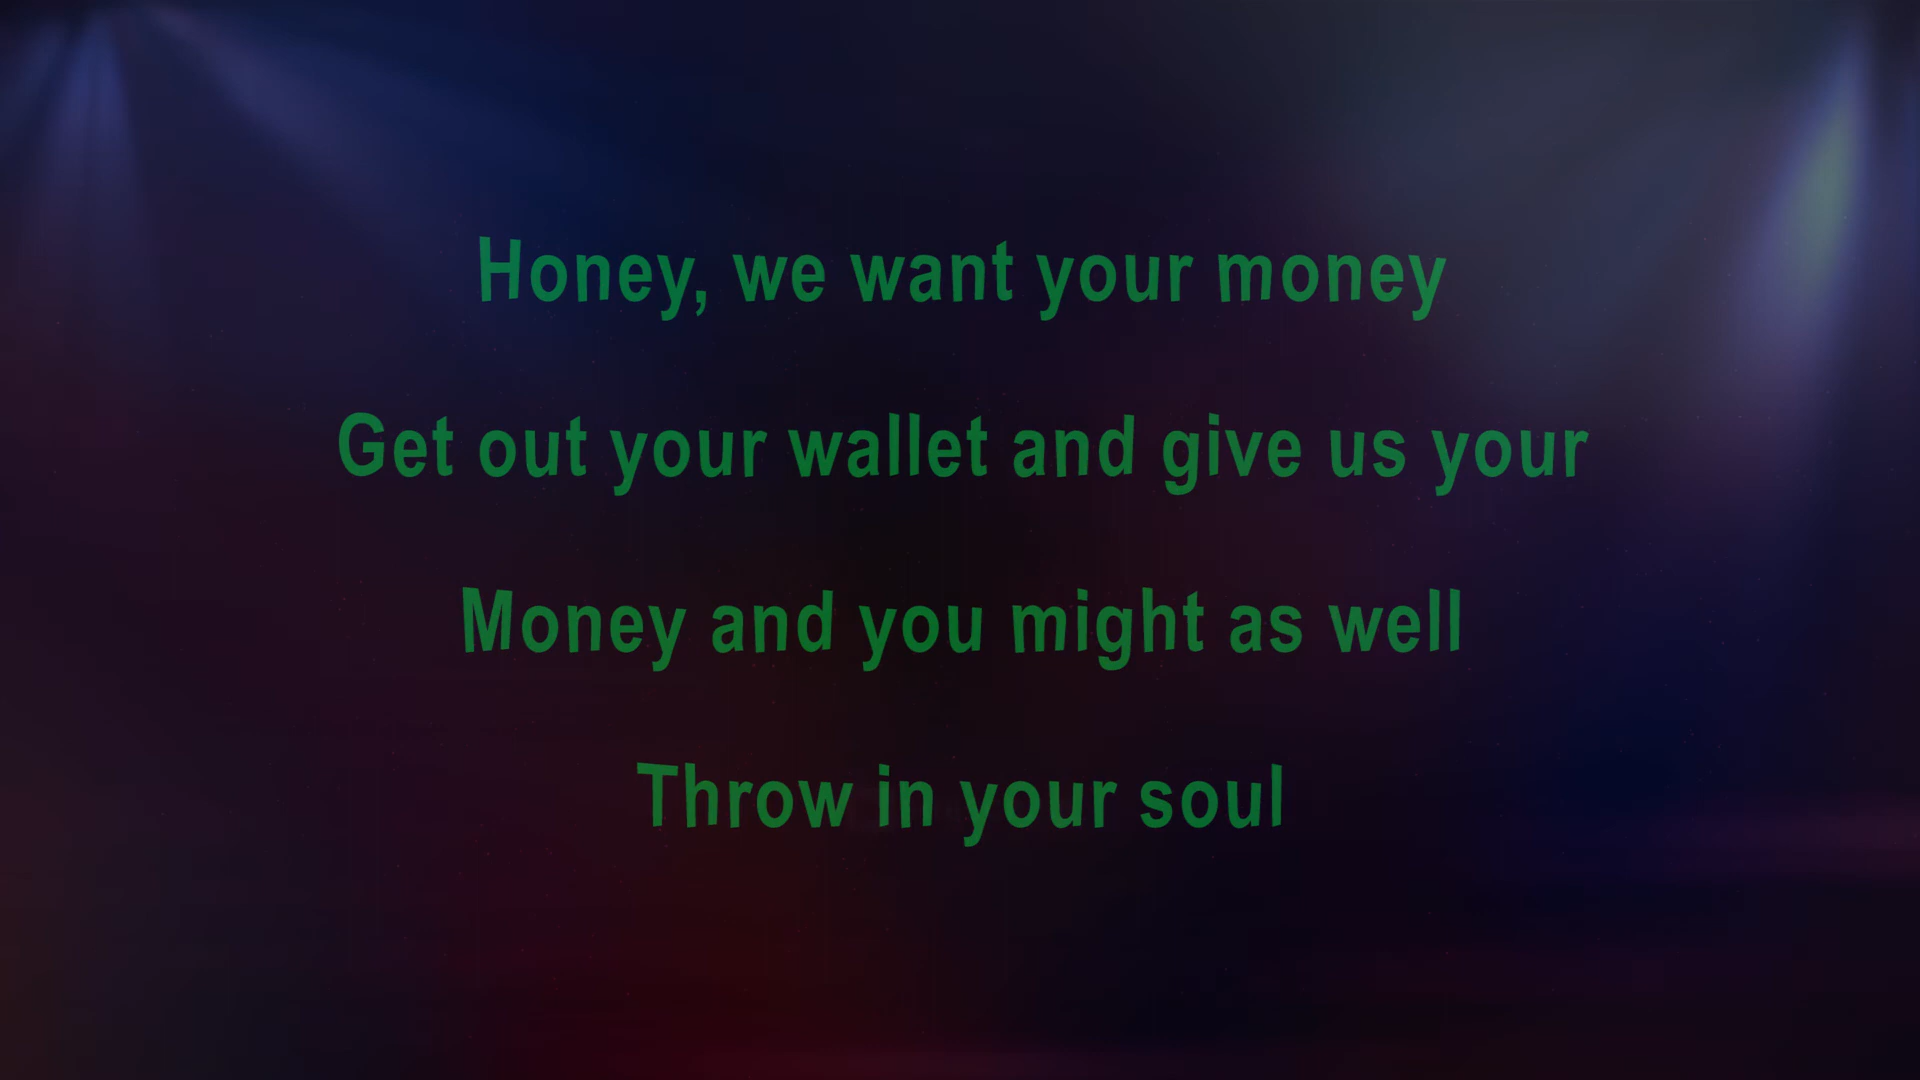 Honey, we want your money
Get out your wallet and give us your
Money and you might as well
Throw in your soul